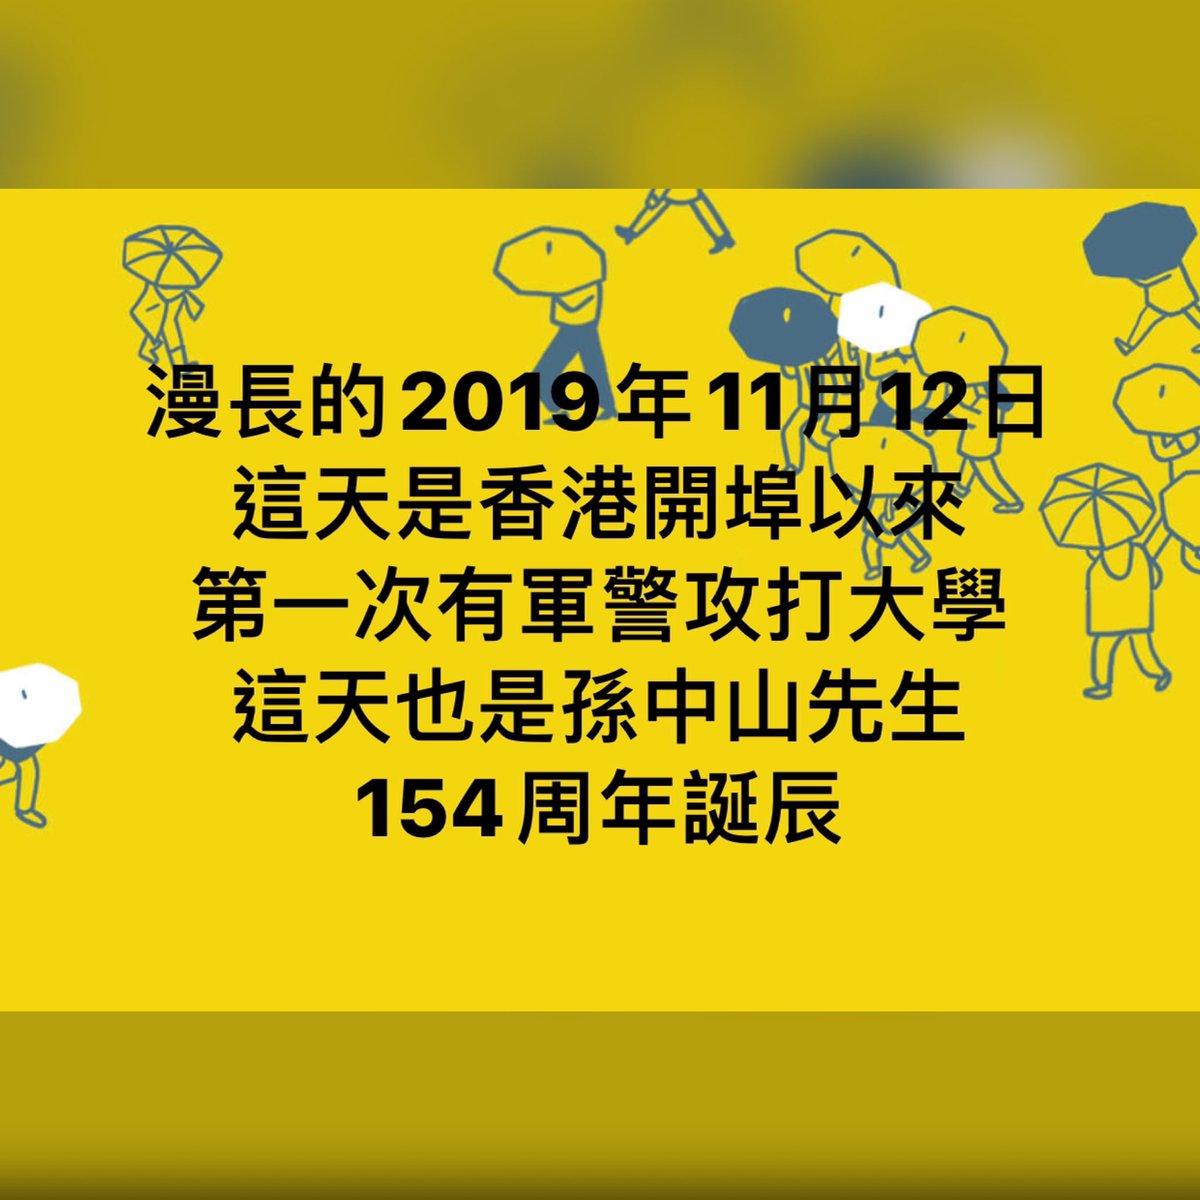 漫長的2019年11月12日
這天是香港開埠以來
第一次有軍警攻打大學
這天也是孫中山先生
154周年誕辰